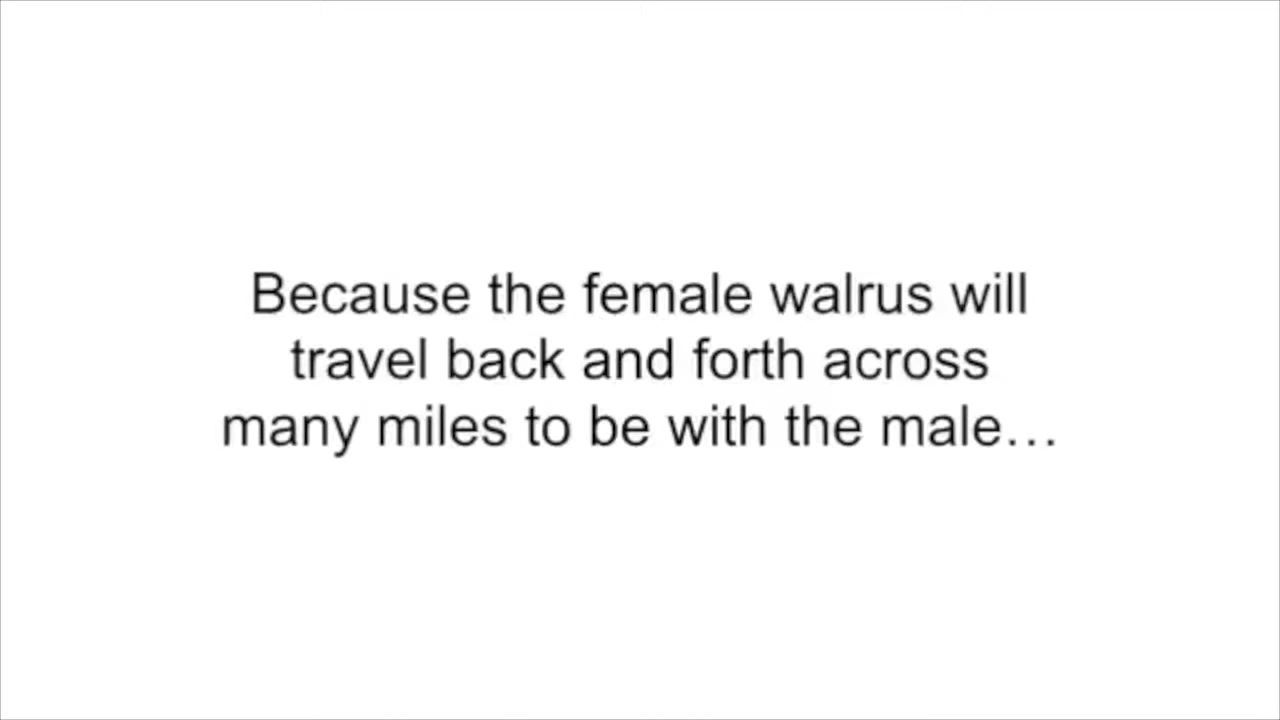 Because the female walrus will
travel back and forth across
many miles to be with the male…